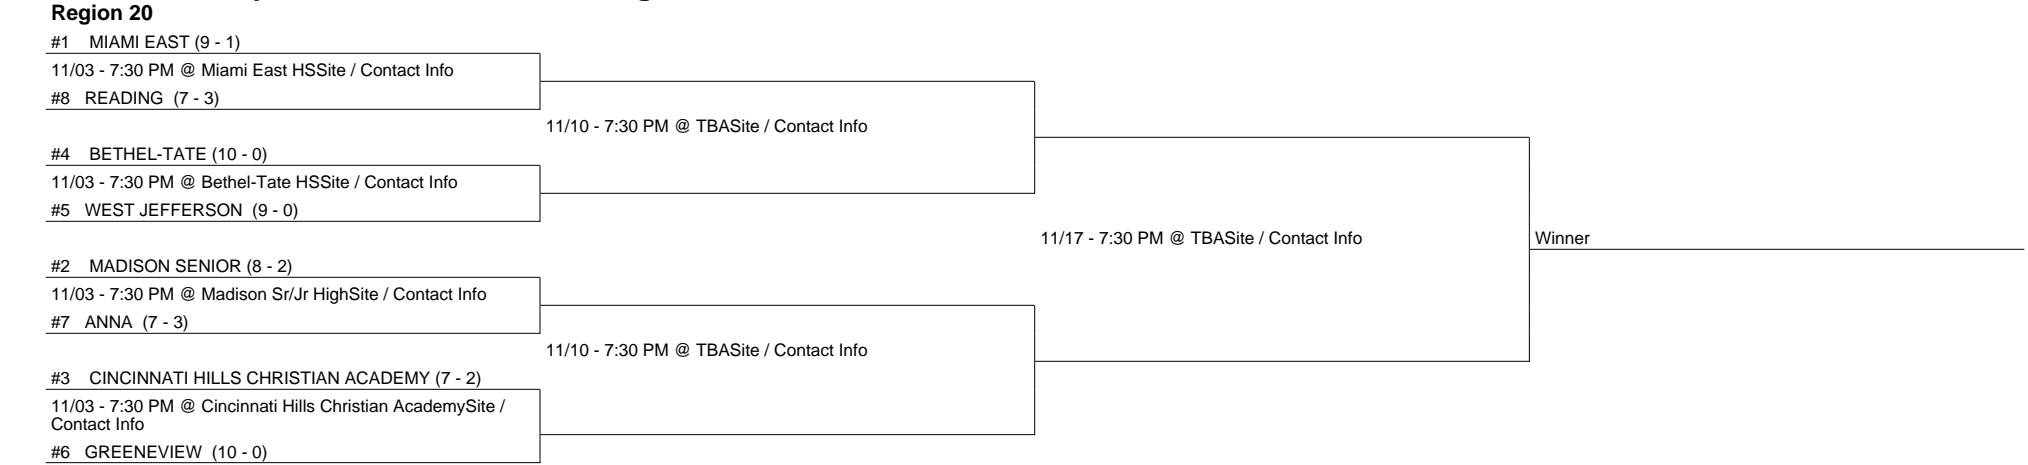 Region 20
#1 MIAMI EAST (9 - 1)
11/03 - 7:30 PM @ Miami East HSSite / Contact Info
#8 READING (7 - 3)
11/10 - 7:30 PM @ TBASite / Contact Info
#4 BETHEL-TATE (10 - 0)
11/03 - 7:30 PM @ Bethel-Tate HSSite / Contact Info
#5 WEST JEFFERSON (9 - 0)
11/17 - 7:30 PM @ TBASite / Contact Info
Winner
#2 MADISON SENIOR (8 - 2)
11/03 - 7:30 PM @ Madison Sr/Jr HighSite / Contact Info
#7 ANNA (7 - 3)
11/10 - 7:30 PM @ TBASite / Contact Info
#3 CINCINNATI HILLS CHRISTIAN ACADEMY (7 - 2)
11/03 - 7:30 PM @ Cincinnati Hills Christian AcademySite /
Contact Info
#6 GREENEVIEW (10 - 0)